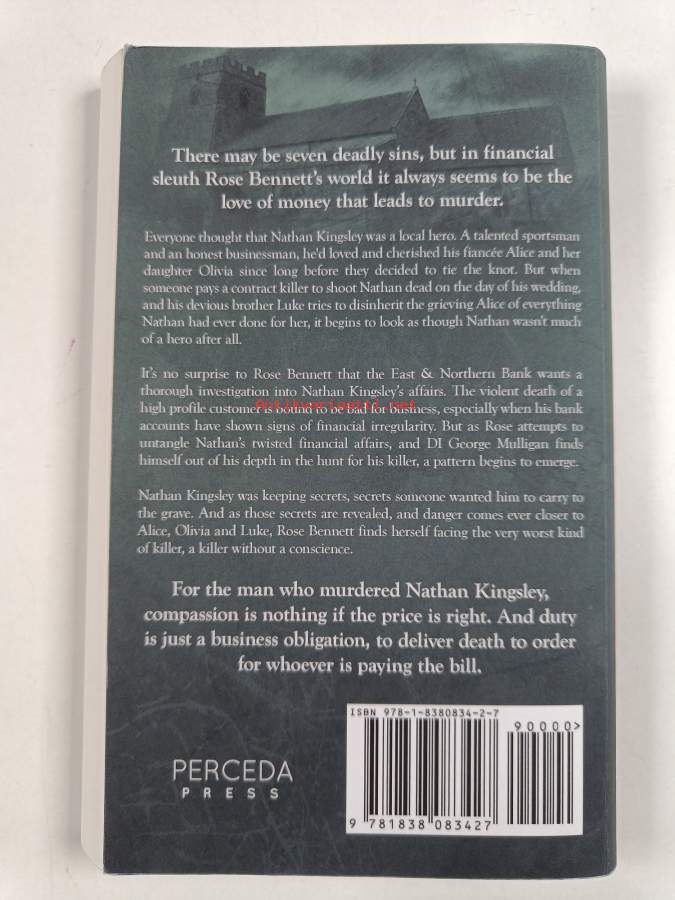 There may be seven deadly sins, but in financial
sleuth Rose Bennett's world it always seems to be the
love of money that leads to murder.
Everyone thought that Nathan Kingsley was a local hero. A talented sportsman
and an honest businessman, he'd loved and cherished his fiancée Alice and her
daughter Olivia since long before they decided to tie the knot. But when
someone pays a contract killer to shoot Nathan dead on the day of his wedding,
and his devious brother Luke tries to disinherit the grieving Alice of everything
Nathan had ever done for her, it begins to look as though Nathan wasn't much
of a hero after all.
It's no surprise to Rose Bennett that the East & Northern Bank wants a
thorough investigation into Nathan Kingsley's affairs. The violent death of a
high profile customer is bound to be bad for business, especially when his bank
accounts have shown signs of financial irregularity. But as Rose attempts to
untangle Nathan's twisted financial affairs, and DI George Mulligan finds
himself out of his depth in the hunt for his killer, a pattern begins to emerge.
Nathan Kingsley was keeping secrets, secrets someone wanted him to carry to
the grave. And as those secrets are revealed, and danger comes ever closer to
Alice, Olivia and Luke, Rose Bennett finds herself facing the very worst kind
of killer, a killer without a conscience.
For the man who murdered Nathan Kingsley,
compassion is nothing if the price is right. And duty
is just a business obligation, to deliver death to order
for whoever is paying the bill.
ISBN 978-1-8380834-2-7
90000>
PERCEDA
PRESS
9 781838 083427